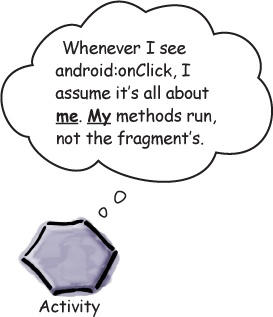 Whenever I see
android:onClick, I
assume it's all about
me. My methods run,
not the fragment's.
Activity